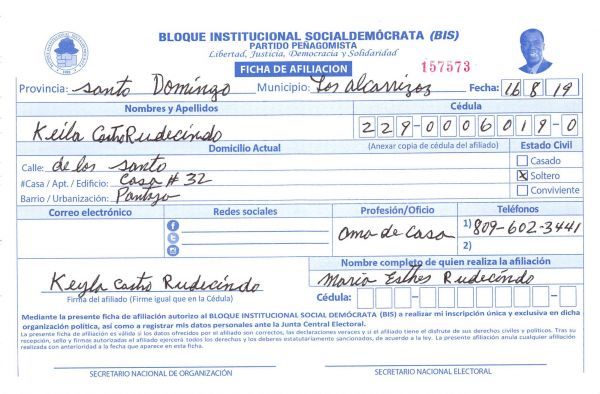 BLOQUE INSTITUCIONAL SOCIALDEMÓCRATA (BIS)
PARTIDO PEÑAGOMISTA
Libertad, Justicia, Democracia y Solidaridad
FICHA DE AFILIACION
157573
Provincia: Santo Domingo Municipio: Los alcarrizoz Fecha: 16 8 19
Nombres y Apellidos Cédula
Keila Castro Rudecindo 229-0006019-0
Domicilio Actual (Anexar copia de cédula del afiliado) Estado Civil
Calle: de los santo Casado
#Casa / Apt. / Edificio: Casa # 32 X Soltero
Barrio / Urbanización: Pantoja Conviviente
Correo electrónico Redes sociales Profesión/Oficio Teléfonos
ama de casa 1) 809-602-3441
2)
Nombre completo de quien realiza la afiliación
Keyla Castro Rudecindo Maria Esther Rudecindo
Firma del afiliado (Firme igual que en la Cédula) Cédula:
Mediante la presente ficha de afiliación autorizo al BLOQUE INSTITUCIONAL SOCIAL DEMÓCRATA (BIS) a realizar mi inscripción única y exclusiva en dicha
organización política, así como a registrar mis datos personales ante la Junta Central Electoral.
La presente ficha de afiliación es válida si los datos ofrecidos por el afiliado son correctos, las declaraciones veraces y si el afiliado tiene el disfrute de sus derechos civiles y políticos. Tras su
recepción, sello y firmas autorizadas el afiliado ejercerá todos los derechos y los deberes estatutariamente sancionados, de acuerdo a la ley. La presente afiliación anula cualquier afiliación
realizada con anterioridad a la fecha que aparece en esta ficha.
SECRETARIO NACIONAL DE ORGANIZACIÓN SECRETARIO NACIONAL ELECTORAL